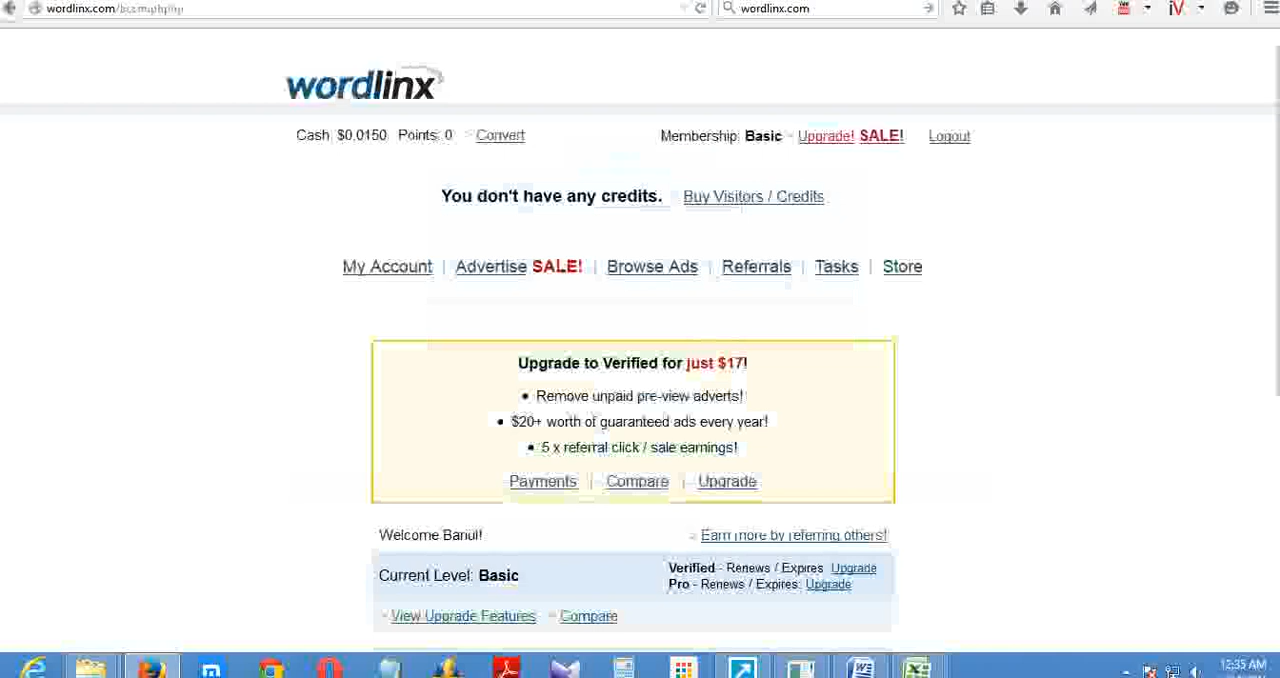 wordlinx.com/
wordlinx.com
wordlinx
Cash: $0.0150 Points: 0 Convert Membership: Basic Upgrade! SALE! Logout
You don't have any credits. Buy Visitors / Credits
My Account | Advertise SALE! | Browse Ads | Referrals | Tasks | Store
Upgrade to Verified for just $17!
• Remove unpaid pre-view adverts!
• $20+ worth of guaranteed ads every year!
• 5 x referral click / sale earnings!
Payments | Compare | Upgrade
Welcome Earn more by referring others!
Current Level: Basic
Verified - Renews / Expires Upgrade
Pro - Renews / Expires: Upgrade
View Upgrade Features Compare
12:35 AM